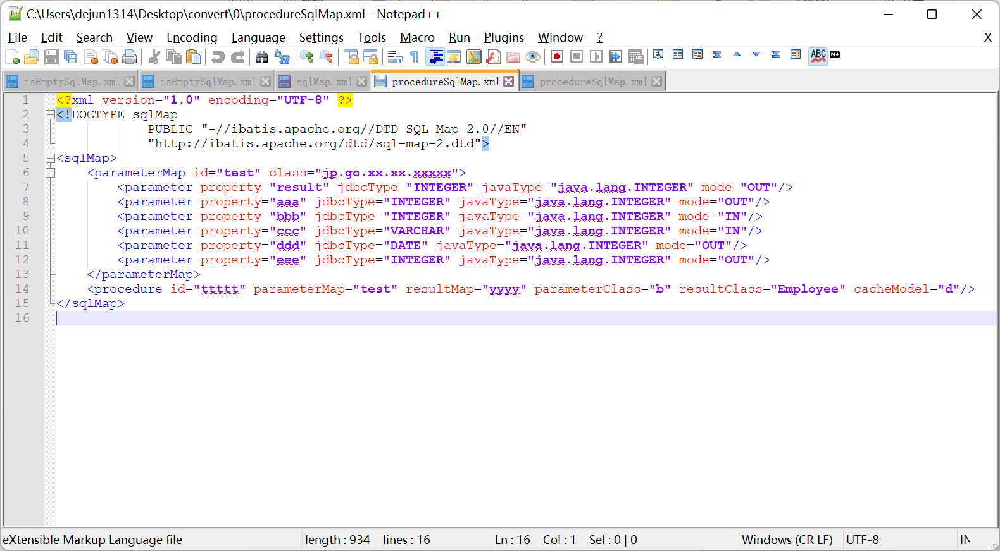 C:\Users\dejun1314\Desktop\convert\0\procedureSqlMap.xml - Notepad++
File Edit Search View Encoding Language Settings Tools Macro Run Plugins Window ? X
ABC
isEmptySqlMap.xml isEmptySqlMap.xml sqlMap.xml procedureSqlMap.xml procedureSqlMap.xml
1 <?xml version="1.0" encoding="UTF-8" ?>
2 <!DOCTYPE sqlMap
3 PUBLIC "-//ibatis.apache.org//DTD SQL Map 2.0//EN"
4 "http://ibatis.apache.org/dtd/sql-map-2.dtd">
5 <sqlMap>
6 <parameterMap id="test" class="jp.go.xx.xx.xxxxx">
7 <parameter property="result" jdbcType="INTEGER" javaType="java.lang.INTEGER" mode="OUT"/>
8 <parameter property="aaa" jdbcType="INTEGER" javaType="java.lang.INTEGER" mode="OUT"/>
9 <parameter property="bbb" jdbcType="INTEGER" javaType="java.lang.INTEGER" mode="IN"/>
10 <parameter property="ccc" jdbcType="VARCHAR" javaType="java.lang.INTEGER" mode="IN"/>
11 <parameter property="ddd" jdbcType="DATE" javaType="java.lang.INTEGER" mode="OUT"/>
12 <parameter property="eee" jdbcType="INTEGER" javaType="java.lang.INTEGER" mode="OUT"/>
13 </parameterMap>
14 <procedure id="ttttt" parameterMap="test" resultMap="yyyy" parameterClass="b" resultClass="Employee" cacheModel="d"/>
15 </sqlMap>
16
eXtensible Markup Language file length : 934 lines : 16 Ln : 16 Col : 1 Sel : 0 | 0 Windows (CR LF) UTF-8 IN